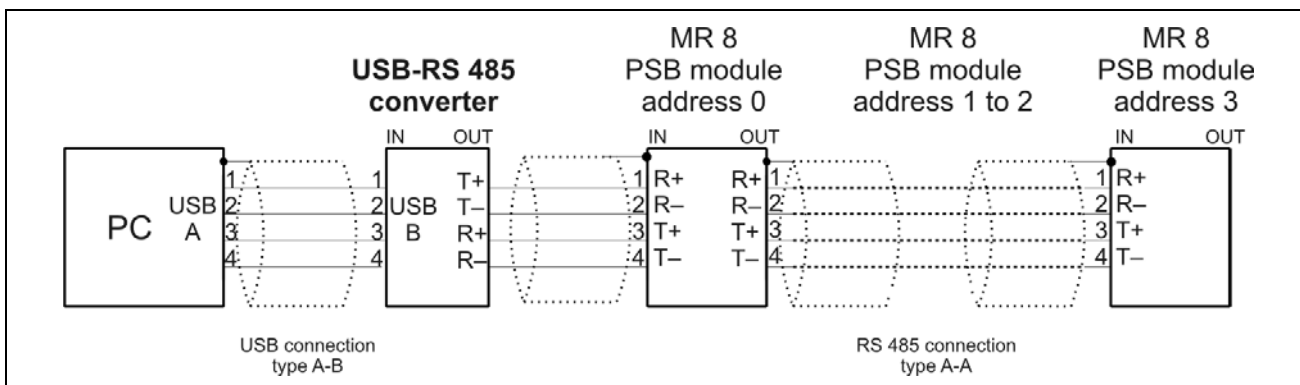 MR 8
PSB module
address 0
MR 8
PSB module
address 1 to 2
MR 8
PSB module
address 3
USB-RS 485
converter
IN OUT
IN OUT
IN OUT
PC
USB
A
1
2
3
4
1
2
3
4
USB
B
T+
T–
R+
R–
1 R+
2 R–
3 T+
4 T–
R+ 1
R– 2
T+ 3
T– 4
1 R+
2 R–
3 T+
4 T–
USB connection
type A-B
RS 485 connection
type A-A